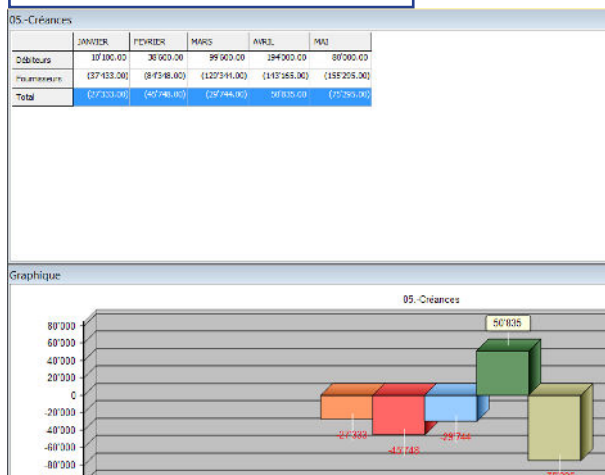 05.-Créances
JANVIER FEVRIER MARS AVRIL MAI
Débiteurs 10'100.00 38'600.00 99'600.00 194'000.00 80'000.00
Fournisseurs (37'433.00) (84'348.00) (129'344.00) (143'165.00) (155'295.00)
Total (27'333.00) (45'748.00) (29'744.00) 50'835.00 (75'295.00)
Graphique
05.-Créances
80'000
60'000
40'000
20'000
0
-20'000
-40'000
-60'000
-80'000
50'835
-27'333
-45'748
-29'744